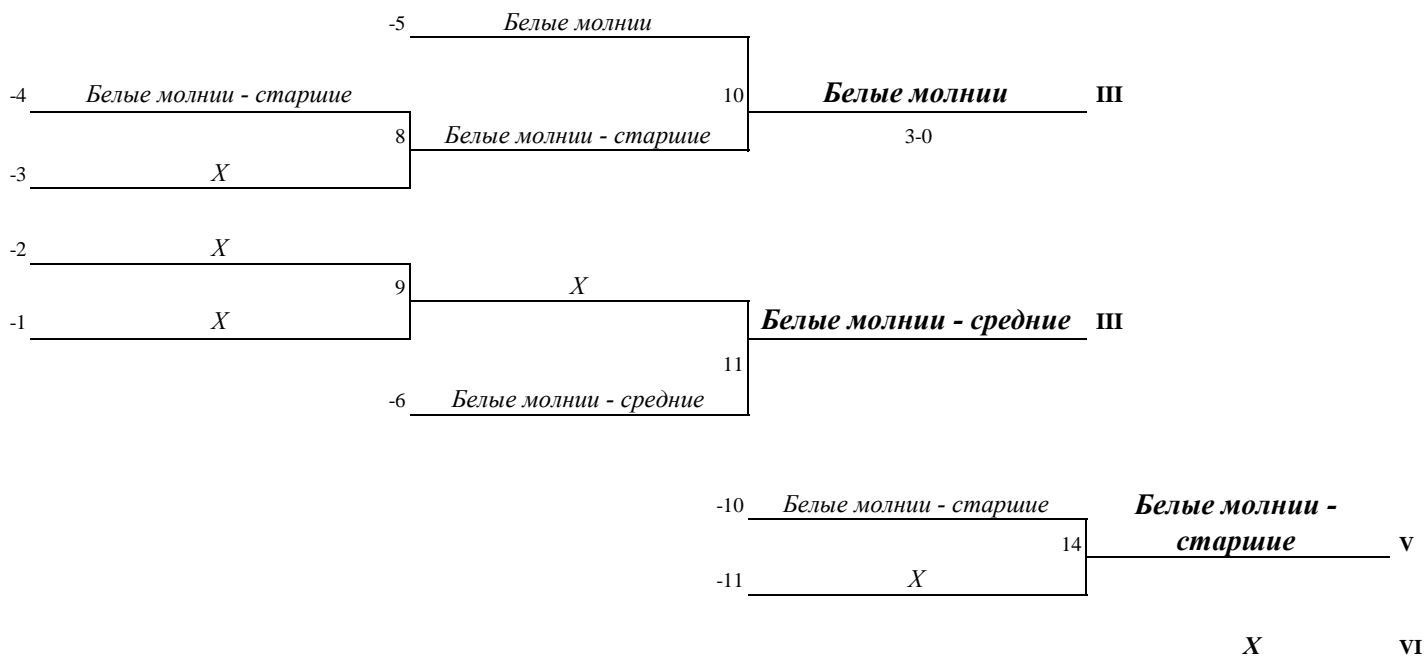 -5 Белые молнии
-4 Белые молнии - старшие 10 Белые молнии III
8 Белые молнии - старшие 3-0
-3 X
-2 X
9 X
-1 X Белые молнии - средние III
11
-6 Белые молнии - средние
-10 Белые молнии - старшие Белые молнии -
14 старшие V
-11 X
X VI